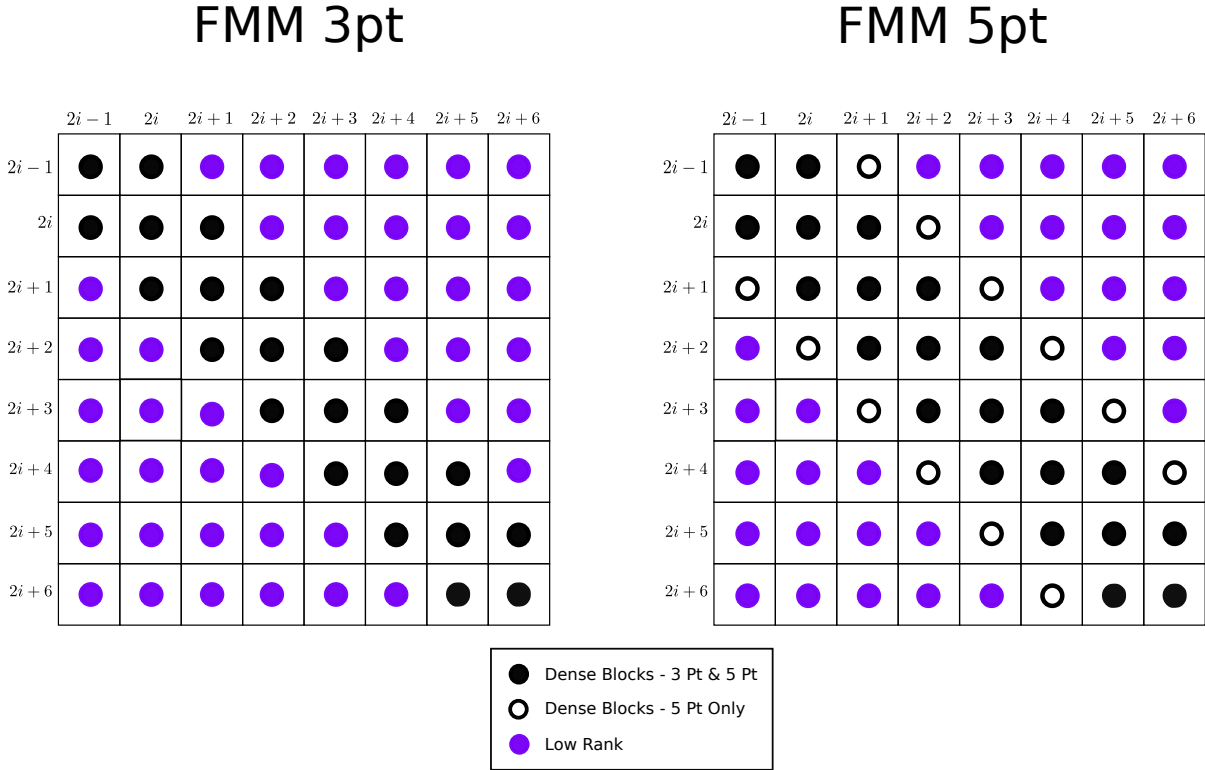 FMM 3pt
FMM 5pt
2i − 1 2i 2i + 1 2i + 2 2i + 3 2i + 4 2i + 5 2i + 6
2i − 1 2i 2i + 1 2i + 2 2i + 3 2i + 4 2i + 5 2i + 6
2i − 1
2i
2i + 1
2i + 2
2i + 3
2i + 4
2i + 5
2i + 6
2i − 1
2i
2i + 1
2i + 2
2i + 3
2i + 4
2i + 5
2i + 6
Dense Blocks - 3 Pt & 5 Pt
Dense Blocks - 5 Pt Only
Low Rank